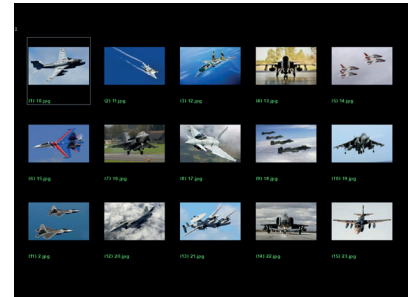 (1) 10.jpg
(2) 11.jpg
(3) 12.jpg
(4) 13.jpg
(5) 14.jpg
(6) 15.jpg
(7) 16.jpg
(8) 17.jpg
(9) 18.jpg
(10) 19.jpg
(11) 2.jpg
(12) 20.jpg
(13) 21.jpg
(14) 22.jpg
(15) 23.jpg